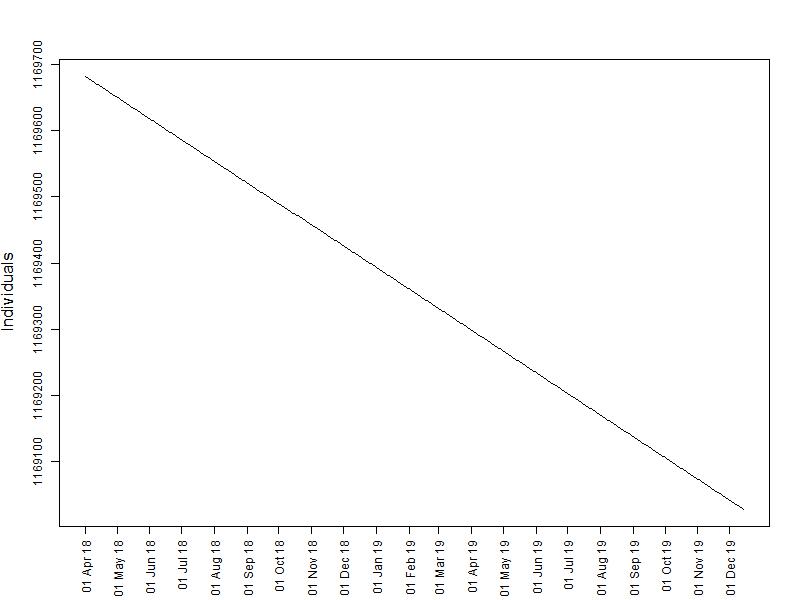 Individuals
1169700
1169600
1169500
1169400
1169300
1169200
1169100
01 Apr 18
01 May 18
01 Jun 18
01 Jul 18
01 Aug 18
01 Sep 18
01 Oct 18
01 Nov 18
01 Dec 18
01 Jan 19
01 Feb 19
01 Mar 19
01 Apr 19
01 May 19
01 Jun 19
01 Jul 19
01 Aug 19
01 Sep 19
01 Oct 19
01 Nov 19
01 Dec 19